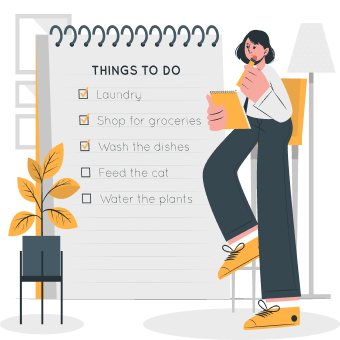 THINGS TO DO
Laundry
Shop for groceries
Wash the dishes
Feed the cat
Water the plants